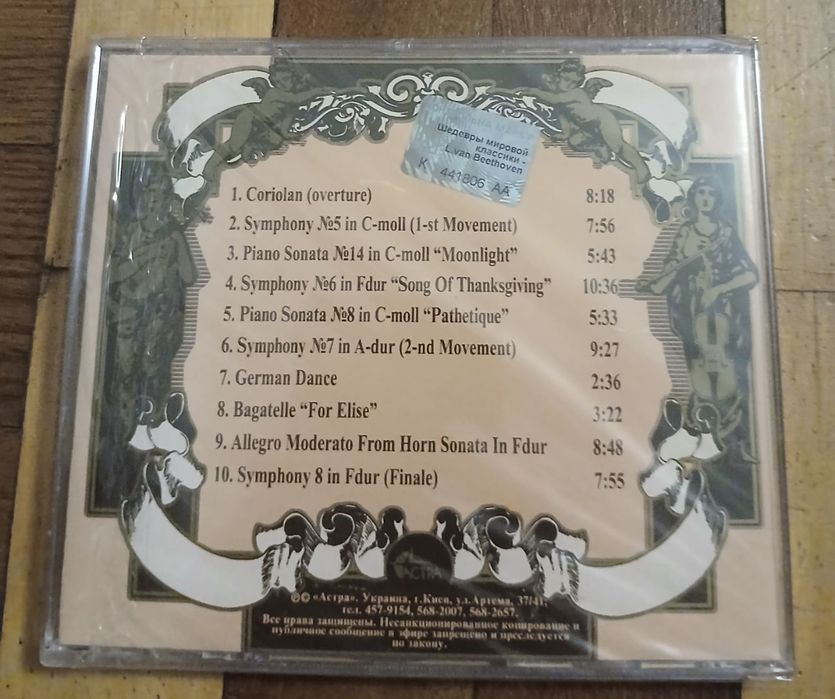 Шедевры мировой
классики -
L.van Beethoven
К 441806 АА
1. Coriolan (overture) 8:18
2. Symphony №5 in C-moll (1-st Movement) 7:56
3. Piano Sonata №14 in C-moll “Moonlight” 5:43
4. Symphony №6 in Fdur “Song Of Thanksgiving” 10:36
5. Piano Sonata №8 in C-moll “Pathetique” 5:33
6. Symphony №7 in A-dur (2-nd Movement) 9:27
7. German Dance 2:36
8. Bagatelle “For Elise” 3:22
9. Allegro Moderato From Horn Sonata In Fdur 8:48
10. Symphony 8 in Fdur (Finale) 7:55
©℗ «Астра». Украина, г.Киев, ул.Артема, 37/41,
тел. 457-9154, 568-2007, 568-2657,
Все права защищены. Несанкционированное копирование и
публичное сообщение в эфире запрещено и преследуется
по закону.